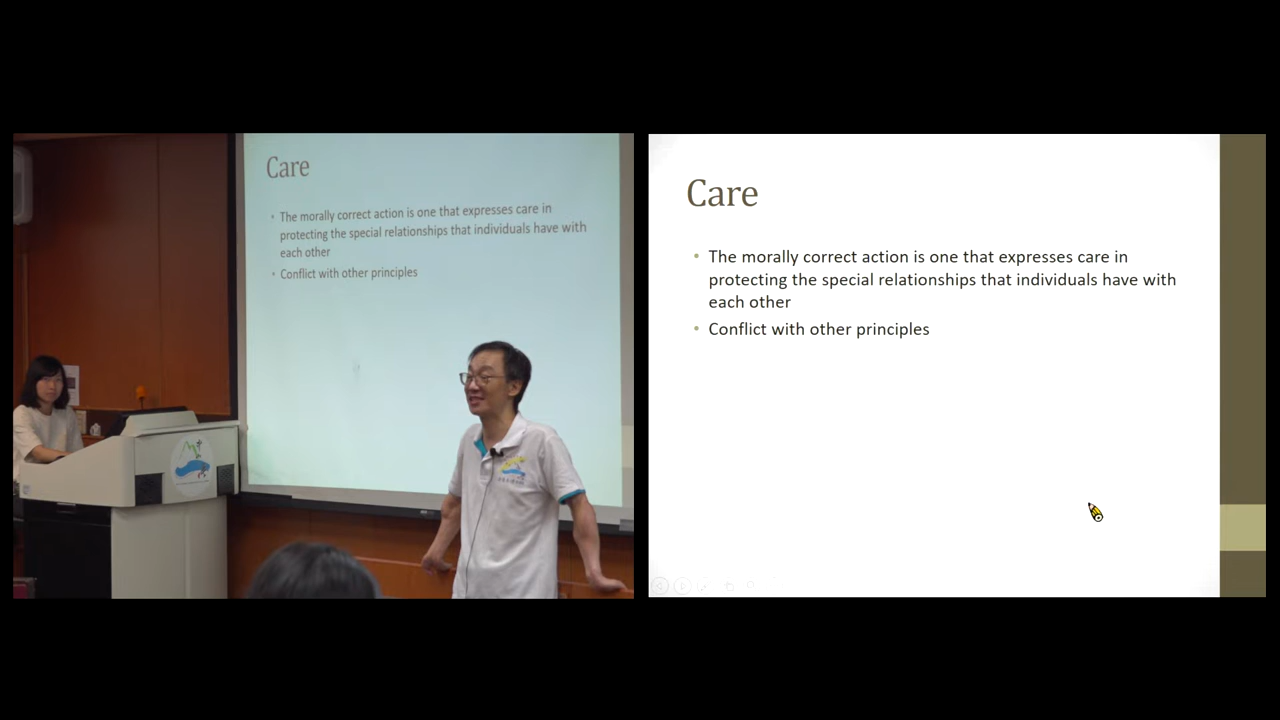 Care
• The morally correct action is one that expresses care in
protecting the special relationships that individuals have with
each other
• Conflict with other principles
Care
• The morally correct action is one that expresses care in
protecting the special relationships that individuals have with
each other
• Conflict with other principles